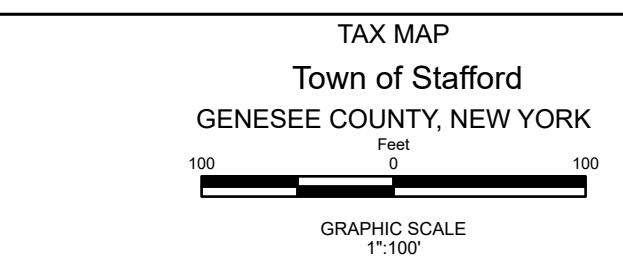 TAX MAP
Town of Stafford
GENESEE COUNTY, NEW YORK
Feet
100 0 100
GRAPHIC SCALE
1":100'